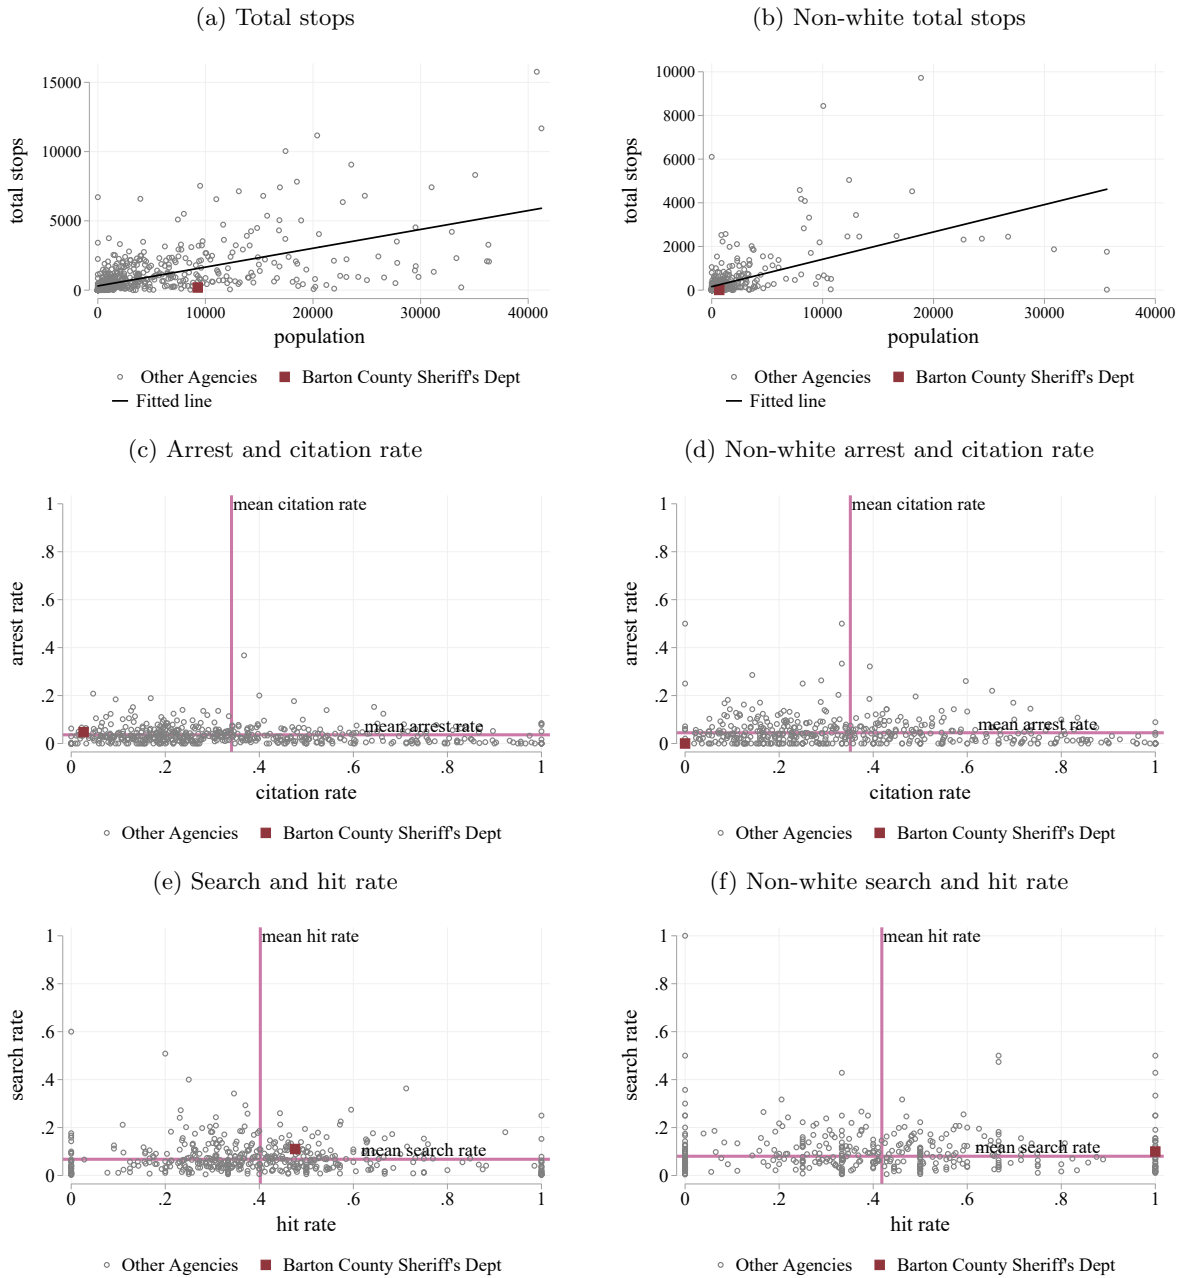 (a) Total stops
(b) Non-white total stops
15000
10000
5000
0
total stops
0 10000 20000 30000 40000
population
Other Agencies Barton County Sheriff's Dept
Fitted line
10000
8000
6000
4000
2000
0
total stops
0 10000 20000 30000 40000
population
Other Agencies Barton County Sheriff's Dept
Fitted line
(c) Arrest and citation rate
(d) Non-white arrest and citation rate
mean citation rate
1
.8
.6
.4
.2
0
arrest rate
mean arrest rate
0 .2 .4 .6 .8 1
citation rate
Other Agencies Barton County Sheriff's Dept
mean citation rate
1
.8
.6
.4
.2
0
arrest rate
mean arrest rate
0 .2 .4 .6 .8 1
citation rate
Other Agencies Barton County Sheriff's Dept
(e) Search and hit rate
(f) Non-white search and hit rate
mean hit rate
1
.8
.6
.4
.2
0
search rate
mean search rate
0 .2 .4 .6 .8 1
hit rate
Other Agencies Barton County Sheriff's Dept
mean hit rate
1
.8
.6
.4
.2
0
search rate
mean search rate
0 .2 .4 .6 .8 1
hit rate
Other Agencies Barton County Sheriff's Dept